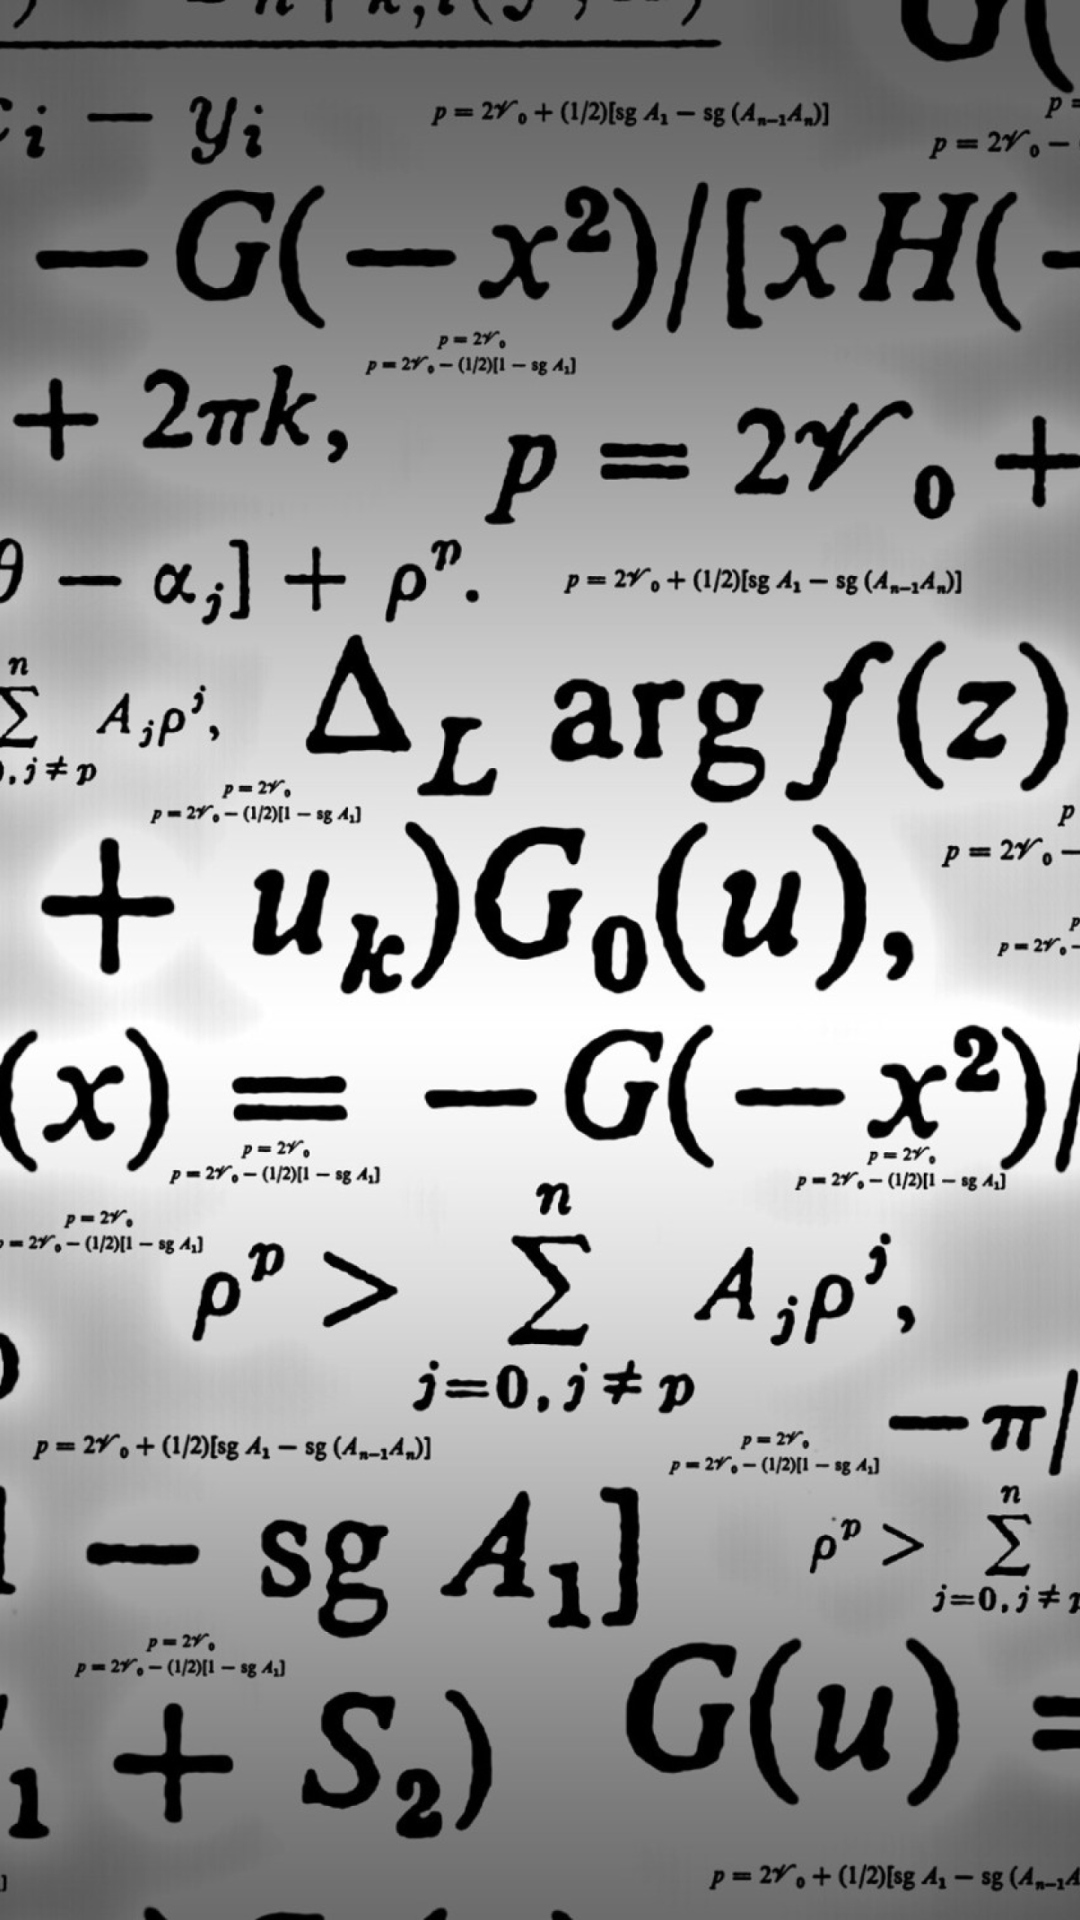 i − yᵢ
p = 2𝒱₀ + (1/2)[sg A₁ − sg (Aₙ₋₁Aₙ)]
p = 2𝒱₀ −
−G(−x²)/[xH(−
p = 2𝒱₀
p = 2𝒱₀ − (1/2)[1 − sg A₁]
+ 2πk,
p = 2𝒱₀ +
θ − αⱼ] + ρᵖ.
p = 2𝒱₀ + (1/2)[sg A₁ − sg (Aₙ₋₁Aₙ)]
n
∑ Aⱼρʲ,
, j ≠ p
Δ_L arg f(z)
p = 2𝒱₀
p = 2𝒱₀ − (1/2)[1 − sg A₁]
p
p = 2𝒱₀ −
+ uₖ)G₀(u),
p
p = 2𝒱₀ −
(x) = −G(−x²)/
p = 2𝒱₀
p = 2𝒱₀ − (1/2)[1 − sg A₁]
p = 2𝒱₀
p = 2𝒱₀ − (1/2)[1 − sg A₁]
p = 2𝒱₀
p = 2𝒱₀ − (1/2)[1 − sg A₁]
n
ρᵖ > ∑ Aⱼρʲ,
j=0, j ≠ p
−π/
p = 2𝒱₀ + (1/2)[sg A₁ − sg (Aₙ₋₁Aₙ)]
p = 2𝒱₀
p = 2𝒱₀ − (1/2)[1 − sg A₁]
− sg A₁]
n
ρᵖ > ∑
j=0, j ≠ p
p = 2𝒱₀
p = 2𝒱₀ − (1/2)[1 − sg A₁]
₁ + S₂)
G(u) =
p = 2𝒱₀ + (1/2)[sg A₁ − sg (Aₙ₋₁A